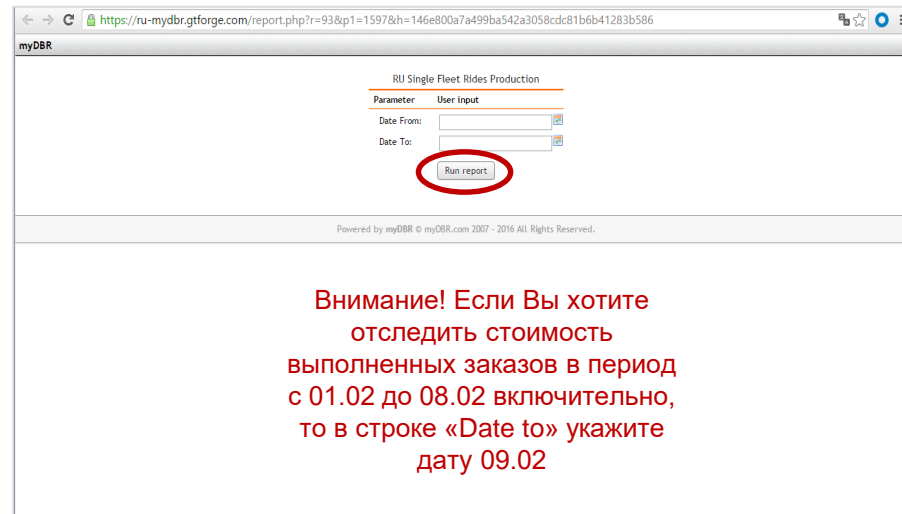 https://ru-mydbr.gtforge.com/report.php?r=93&p1=1597&h=146e800a7a499ba542a3058cdc81b6b41283b586
myDBR
RU Single Fleet Rides Production
Parameter User input
Date From:
Date To:
Run report
Powered by myDBR © myDBR.com 2007 - 2016 All Rights Reserved.
Внимание! Если Вы хотите
отследить стоимость
выполненных заказов в период
с 01.02 до 08.02 включительно,
то в строке «Date to» укажите
дату 09.02